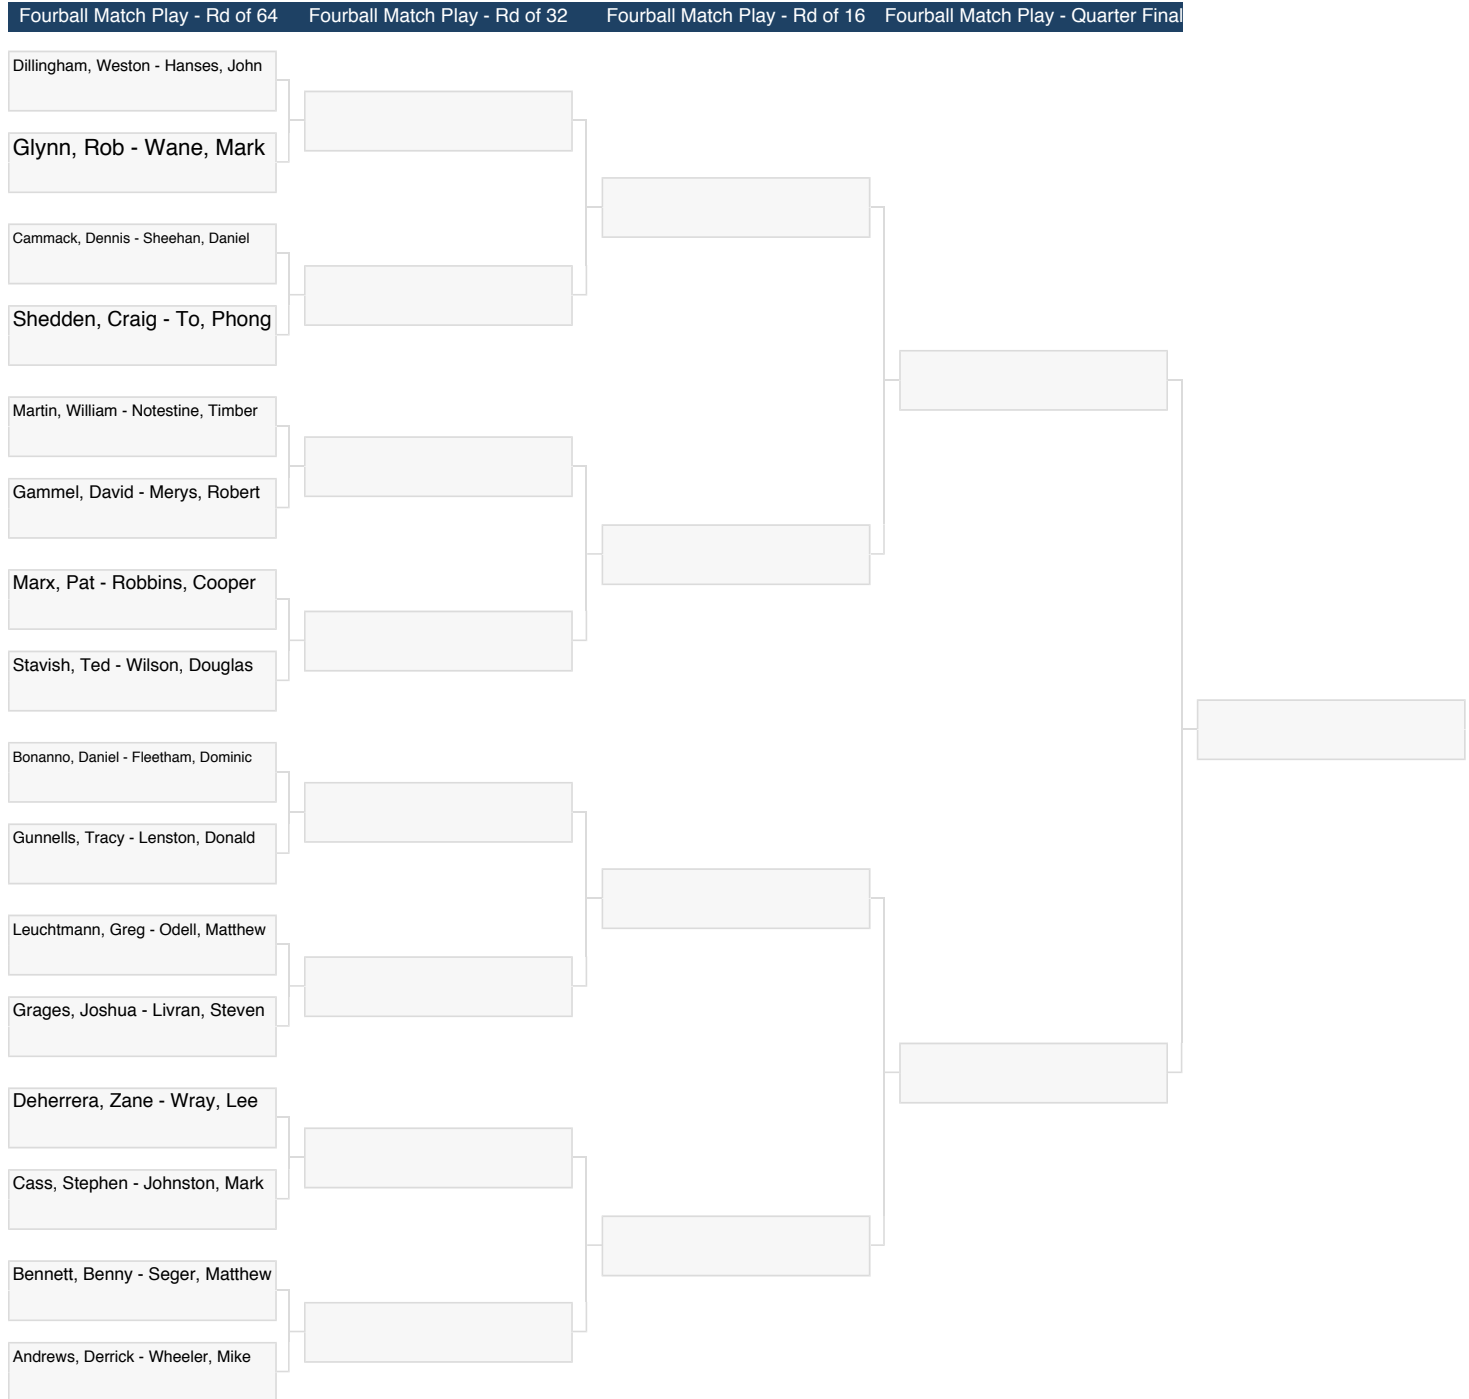 Fourball Match Play - Rd of 64 Fourball Match Play - Rd of 32 Fourball Match Play - Rd of 16 Fourball Match Play - Quarter Final
Dillingham, Weston - Hanses, John
Glynn, Rob - Wane, Mark
Cammack, Dennis - Sheehan, Daniel
Shedden, Craig - To, Phong
Martin, William - Notestine, Timber
Gammel, David - Merys, Robert
Marx, Pat - Robbins, Cooper
Stavish, Ted - Wilson, Douglas
Bonanno, Daniel - Fleetham, Dominic
Gunnells, Tracy - Lenston, Donald
Leuchtmann, Greg - Odell, Matthew
Grages, Joshua - Livran, Steven
Deherrera, Zane - Wray, Lee
Cass, Stephen - Johnston, Mark
Bennett, Benny - Seger, Matthew
Andrews, Derrick - Wheeler, Mike